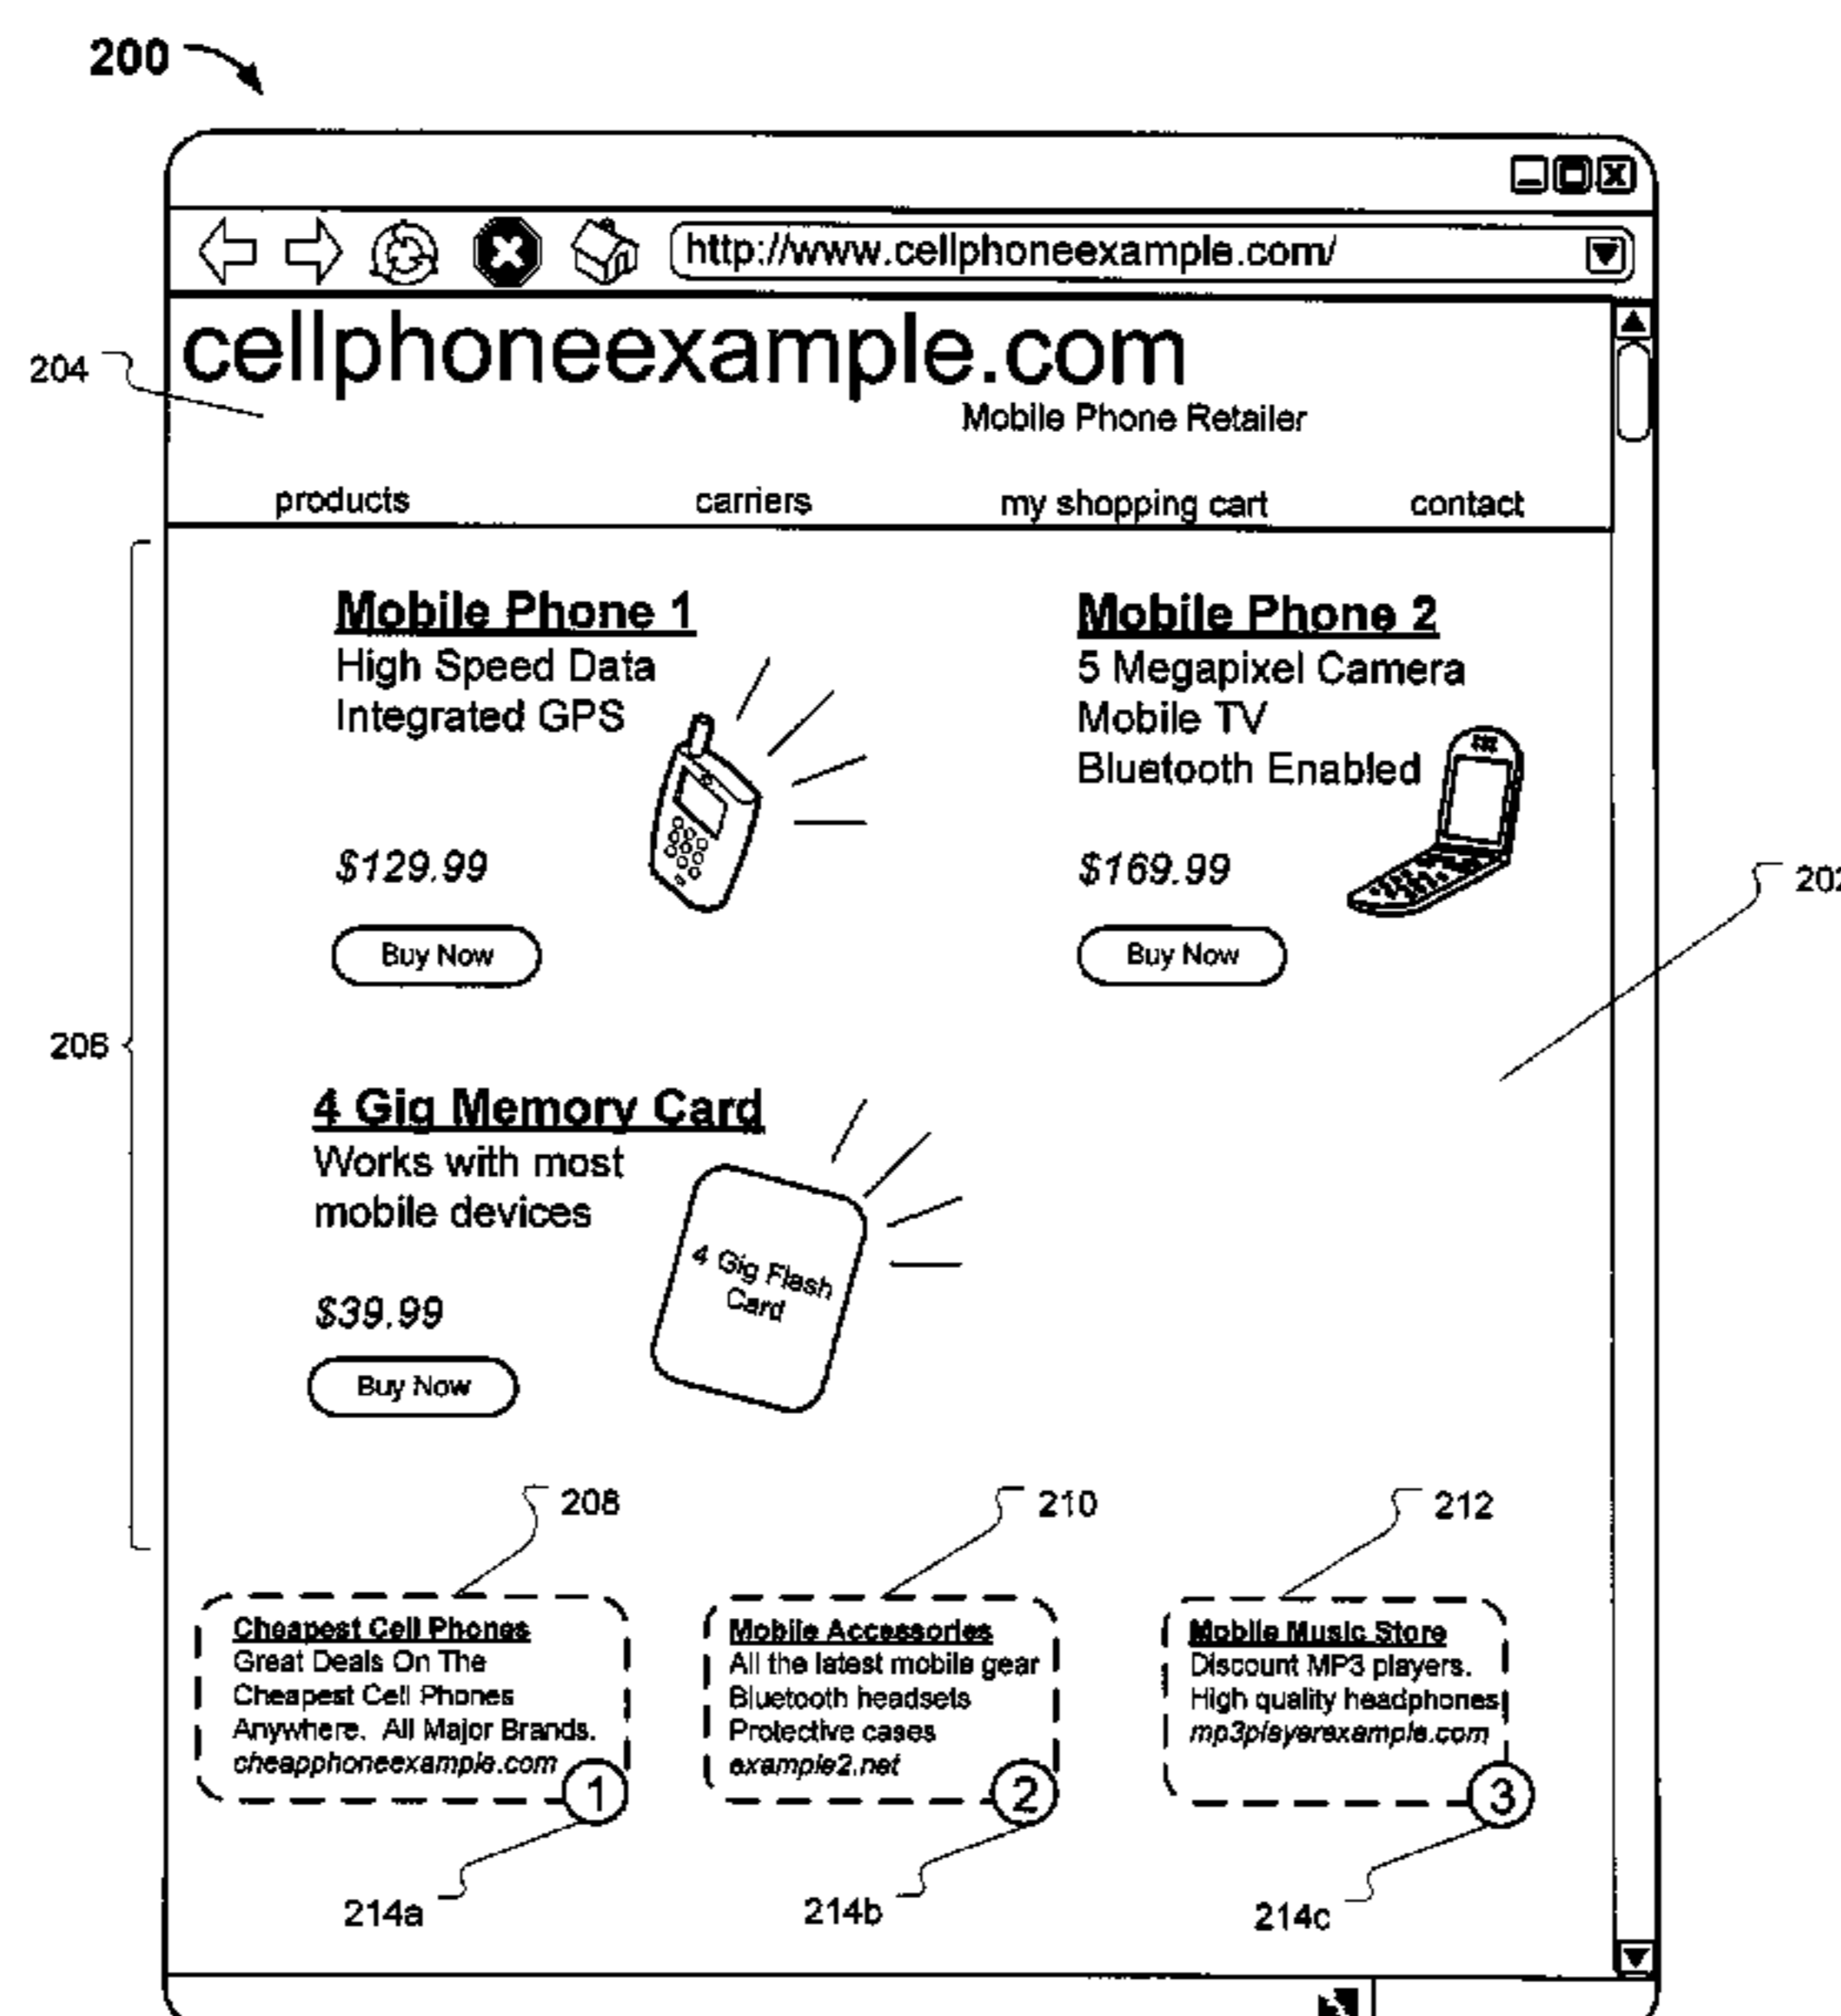 200
http://www.cellphoneexample.com/
cellphoneexample.com
204
Mobile Phone Retailer
products carriers my shopping cart contact
Mobile Phone 1
High Speed Data
Integrated GPS
$129.99
Buy Now
Mobile Phone 2
5 Megapixel Camera
Mobile TV
Bluetooth Enabled
$169.99
Buy Now
202
206
4 Gig Memory Card
Works with most
mobile devices
$39.99
Buy Now
4 Gig Flash
Card
208
210
212
Cheapest Cell Phones
Great Deals On The
Cheapest Cell Phones
Anywhere. All Major Brands.
cheapphoneexample.com
1
Mobile Accessories
All the latest mobile gear
Bluetooth headsets
Protective cases
example2.net
2
Mobile Music Store
Discount MP3 players.
High quality headphones
mp3playerexample.com
3
214a
214b
214c